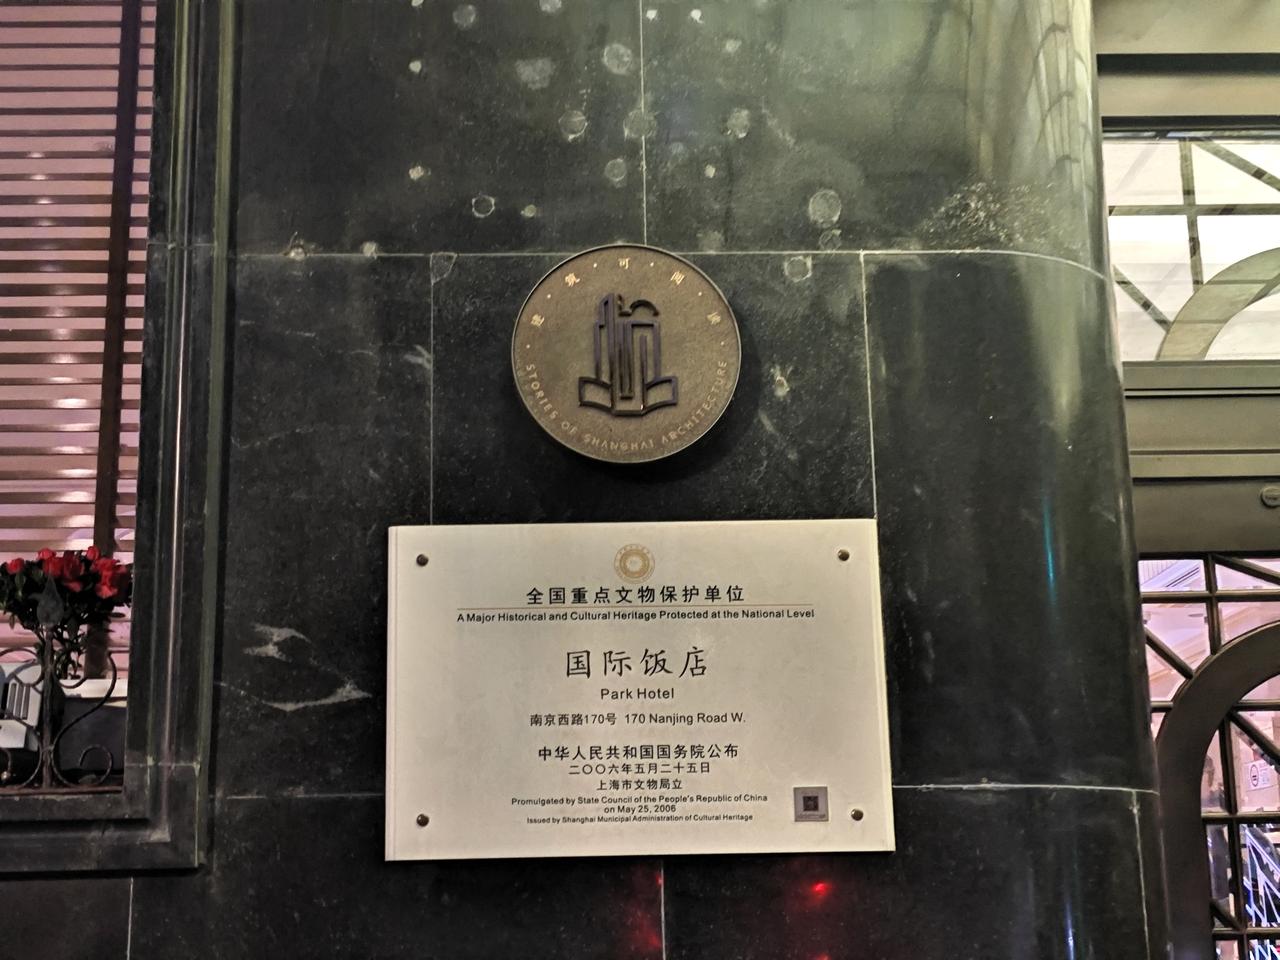 建·筑·可·阅·读
STORIES OF SHANGHAI ARCHITECTURE
全国重点文物保护单位
A Major Historical and Cultural Heritage Protected at the National Level
国际饭店
Park Hotel
南京西路170号 170 Nanjing Road W.
中华人民共和国国务院公布
二〇〇六年五月二十五日
上海市文物局立
Promulgated by State Council of the People's Republic of China
on May 25, 2006
Issued by Shanghai Municipal Administration of Cultural Heritage